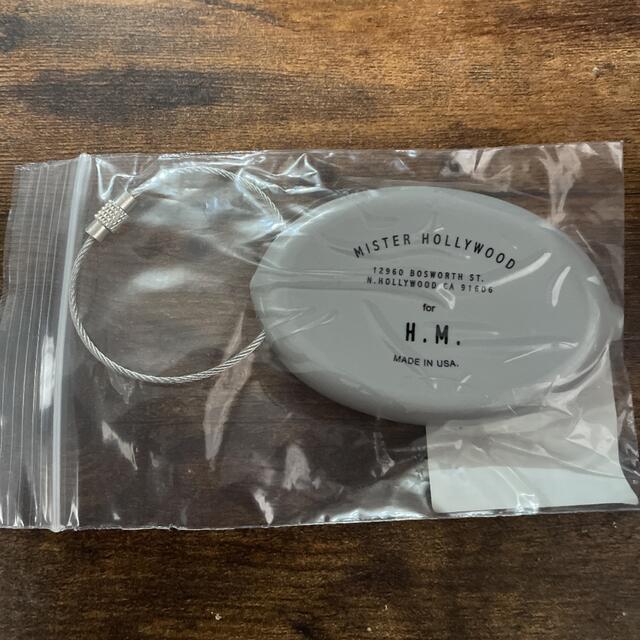 MISTER HOLLYWOOD
12960 BOSWORTH ST.
N.HOLLYWOOD CA 91606
for
H.M.
MADE IN USA.